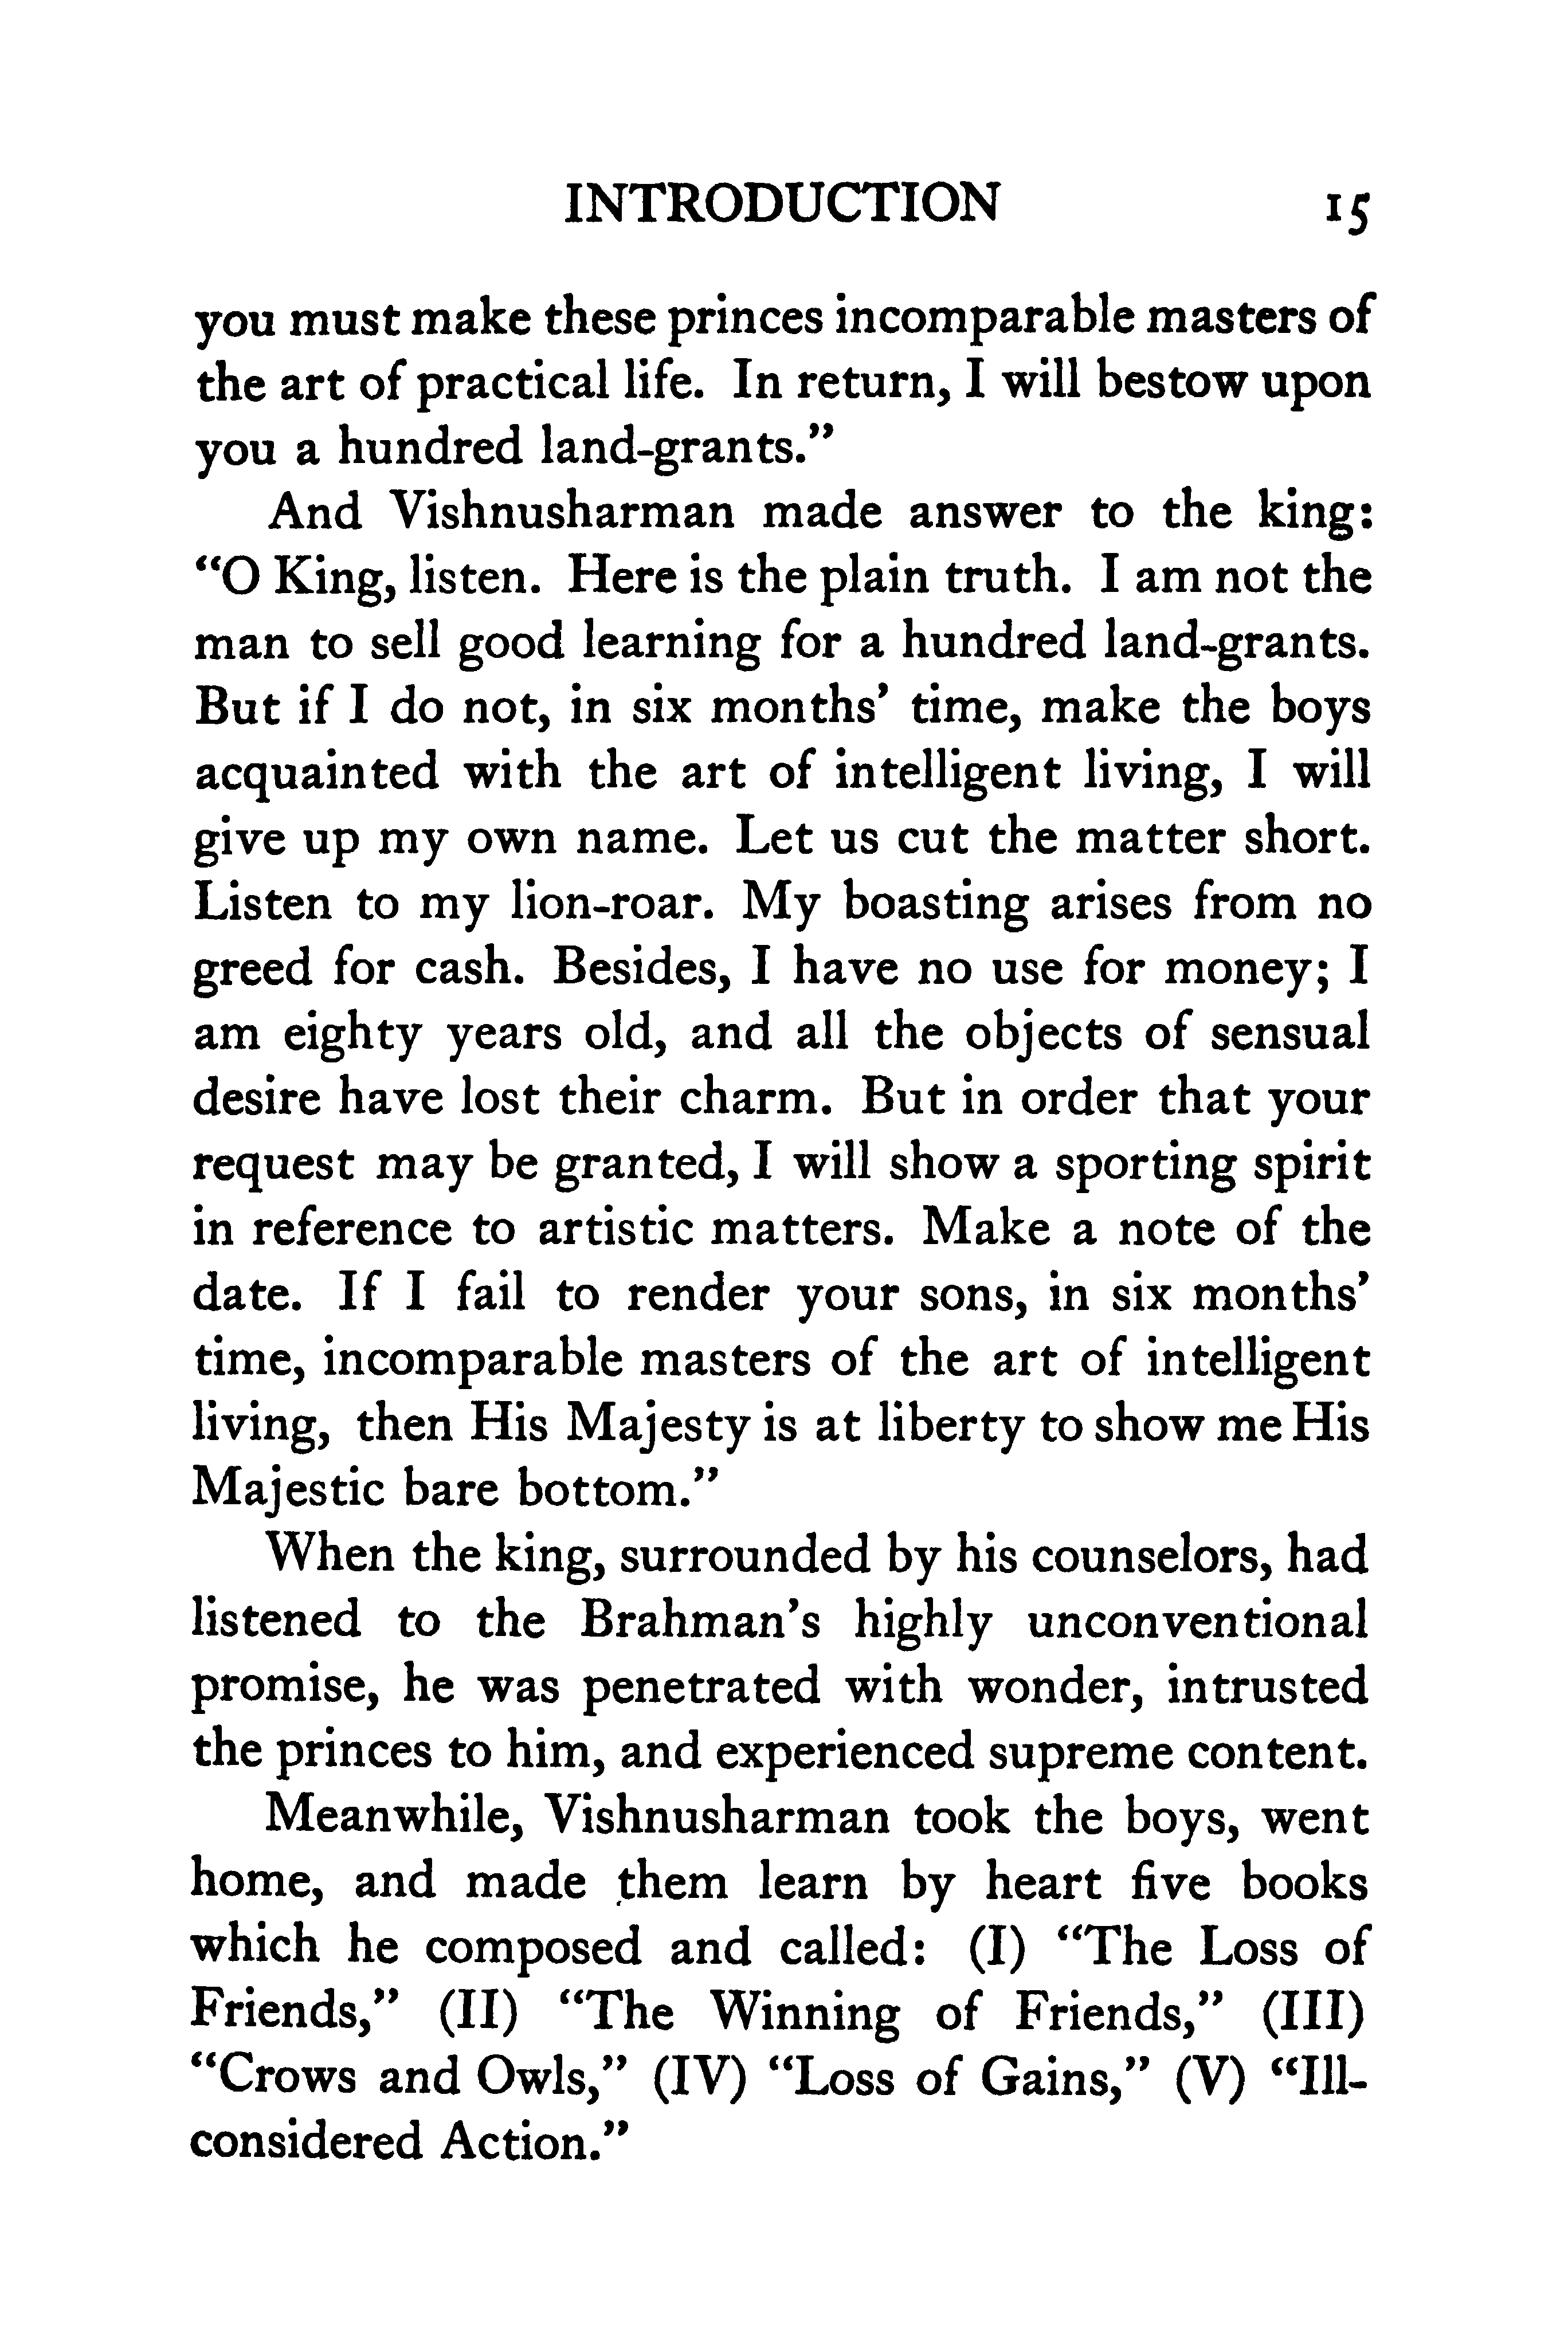 INTRODUCTION 15
you must make these princes incomparable masters of
the art of practical life. In return, I will bestow upon
you a hundred land-grants.”
And Vishnusharman made answer to the king:
“O King, listen. Here is the plain truth. I am not the
man to sell good learning for a hundred land-grants.
But if I do not, in six months’ time, make the boys
acquainted with the art of intelligent living, I will
give up my own name. Let us cut the matter short.
Listen to my lion-roar. My boasting arises from no
greed for cash. Besides, I have no use for money; I
am eighty years old, and all the objects of sensual
desire have lost their charm. But in order that your
request may be granted, I will show a sporting spirit
in reference to artistic matters. Make a note of the
date. If I fail to render your sons, in six months’
time, incomparable masters of the art of intelligent
living, then His Majesty is at liberty to show me His
Majestic bare bottom.”
When the king, surrounded by his counselors, had
listened to the Brahman’s highly unconventional
promise, he was penetrated with wonder, intrusted
the princes to him, and experienced supreme content.
Meanwhile, Vishnusharman took the boys, went
home, and made them learn by heart five books
which he composed and called: (I) “The Loss of
Friends,” (II) “The Winning of Friends,” (III)
“Crows and Owls,” (IV) “Loss of Gains,” (V) “Ill-
considered Action.”